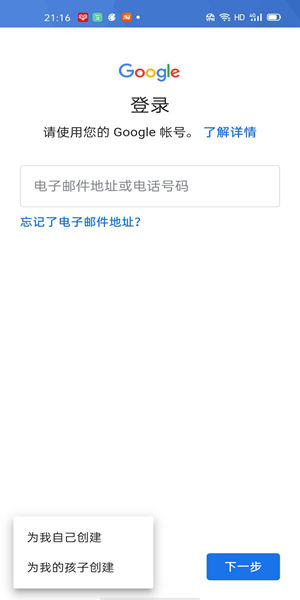 21:16
HD
Google
登录
请使用您的 Google 帐号。 了解详情
电子邮件地址或电话号码
忘记了电子邮件地址?
为我自己创建
为我的孩子创建
下一步